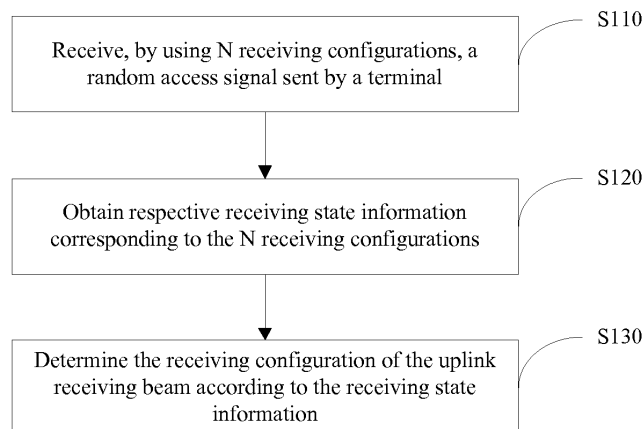 S110
Receive, by using N receiving configurations, a
random access signal sent by a terminal
S120
Obtain respective receiving state information
corresponding to the N receiving configurations
S130
Determine the receiving configuration of the uplink
receiving beam according to the receiving state
information